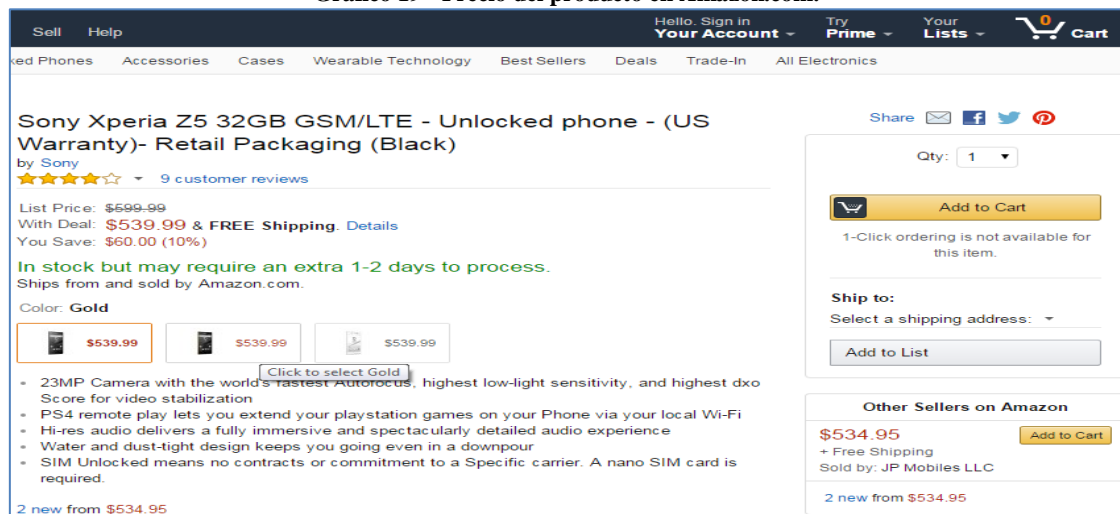 Gráfico 19 – Precio del producto en Amazon.com.
Sell Help
Hello. Sign in
Your Account
Try
Prime
Your
Lists
0
Cart
ked Phones Accessories Cases Wearable Technology Best Sellers Deals Trade-In All Electronics
Sony Xperia Z5 32GB GSM/LTE - Unlocked phone - (US
Warranty)- Retail Packaging (Black)
by Sony
9 customer reviews
List Price: $599.99
With Deal: $539.99 & FREE Shipping. Details
You Save: $60.00 (10%)
In stock but may require an extra 1-2 days to process.
Ships from and sold by Amazon.com.
Color: Gold
$539.99 $539.99 $539.99
Click to select Gold
23MP Camera with the world's fastest Autofocus, highest low-light sensitivity, and highest dxo
Score for video stabilization
PS4 remote play lets you extend your playstation games on your Phone via your local Wi-Fi
Hi-res audio delivers a fully immersive and spectacularly detailed audio experience
Water and dust-tight design keeps you going even in a downpour
SIM Unlocked means no contracts or commitment to a Specific carrier. A nano SIM card is
required.
2 new from $534.95
Share
Qty: 1
Add to Cart
1-Click ordering is not available for
this item.
Ship to:
Select a shipping address:
Add to List
Other Sellers on Amazon
$534.95 Add to Cart
+ Free Shipping
Sold by: JP Mobiles LLC
2 new from $534.95